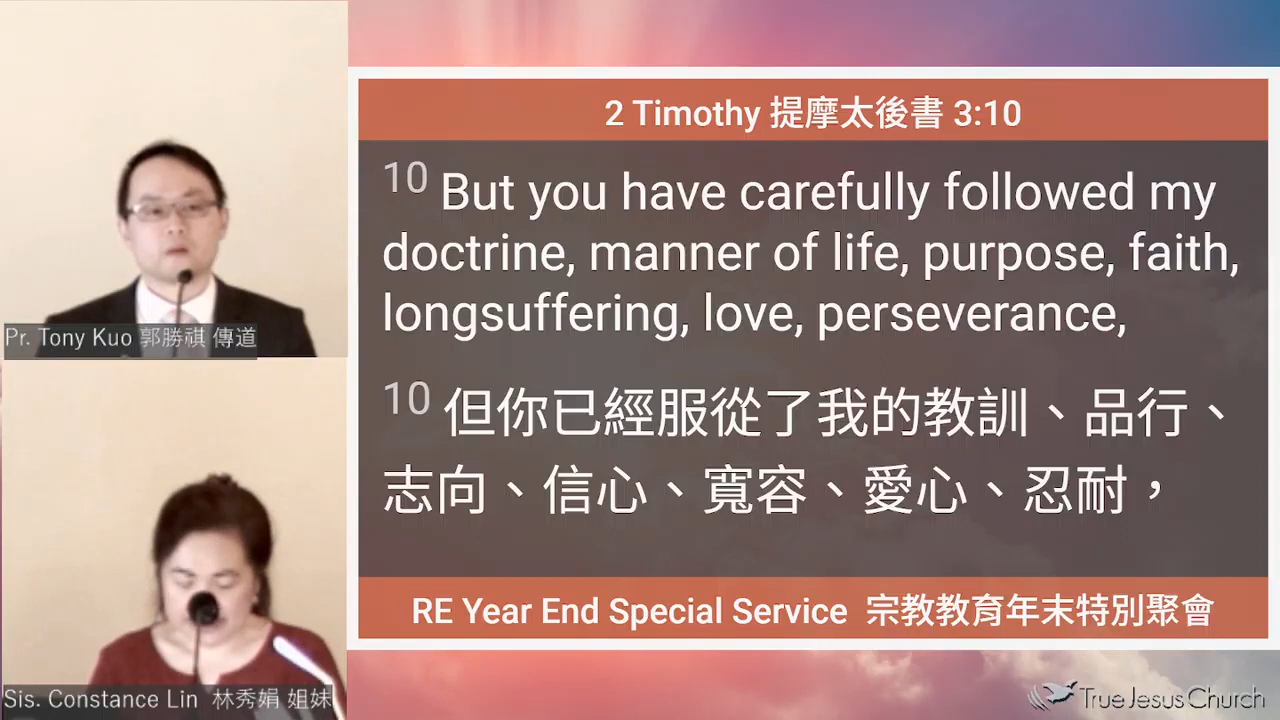 Pr. Tony Kuo 郭勝祺 傳道
Sis. Constance Lin 林秀娟 姐妹
2 Timothy 提摩太後書 3:10
10 But you have carefully followed my
doctrine, manner of life, purpose, faith,
longsuffering, love, perseverance,
10 但你已經服從了我的教訓、品行、
志向、信心、寬容、愛心、忍耐，
RE Year End Special Service 宗教教育年末特別聚會
True Jesus Church